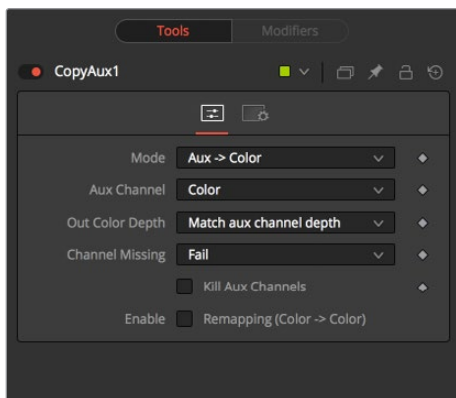 Tools Modifiers
CopyAux1
Mode Aux -> Color
Aux Channel Color
Out Color Depth Match aux channel depth
Channel Missing Fail
Kill Aux Channels
Enable Remapping (Color -> Color)